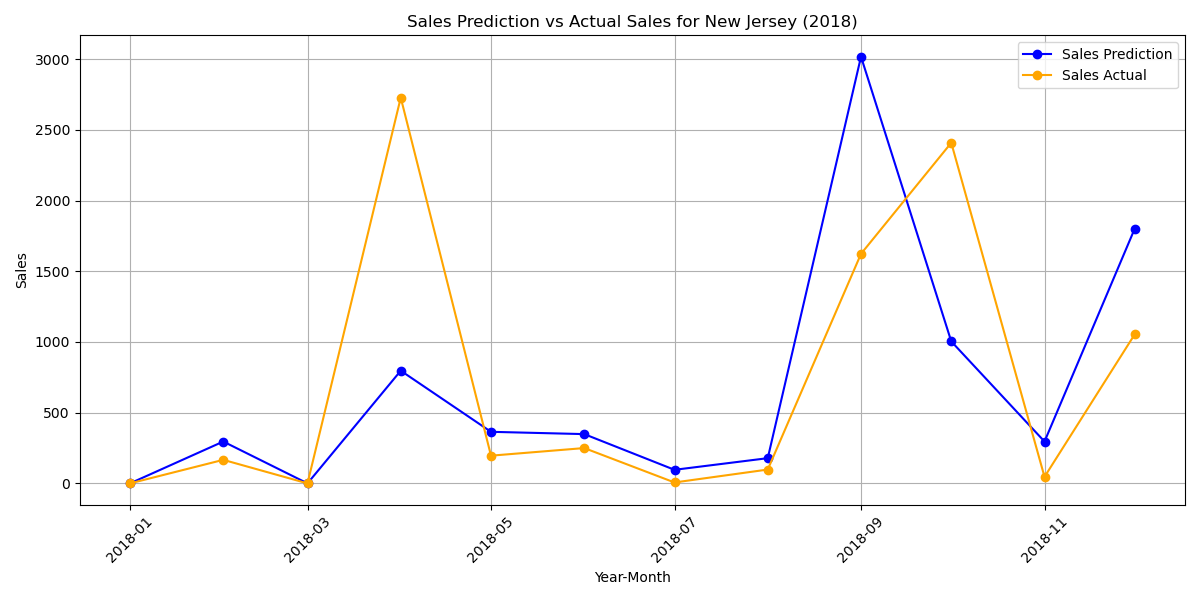 Sales Prediction vs Actual Sales for New Jersey (2018)
Sales Prediction
Sales Actual
3000
2500
2000
1500
1000
500
0
Sales
2018-01
2018-03
2018-05
2018-07
2018-09
2018-11
Year-Month